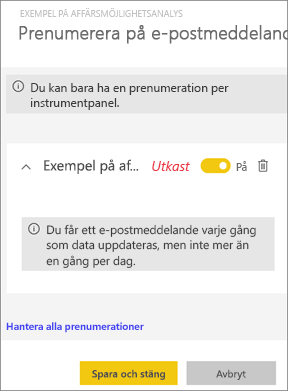 EXEMPEL PÅ AFFÄRSMÖJLIGHETSANALYS
Prenumerera på e-postmeddeland
Du kan bara ha en prenumeration per
instrumentpanel.
Exempel på af... Utkast På
Du får ett e-postmeddelande varje gång
som data uppdateras, men inte mer än
en gång per dag.
Hantera alla prenumerationer
Spara och stäng Avbryt